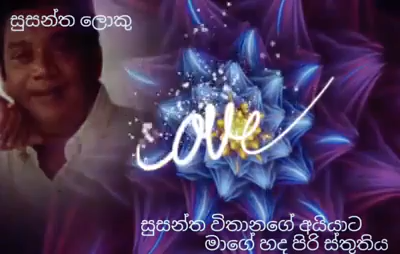 සුසන්ත ලොකු
Love
සුසන්ත විතානගේ අයියාට
මාගේ හද පිරි ස්තුතිය